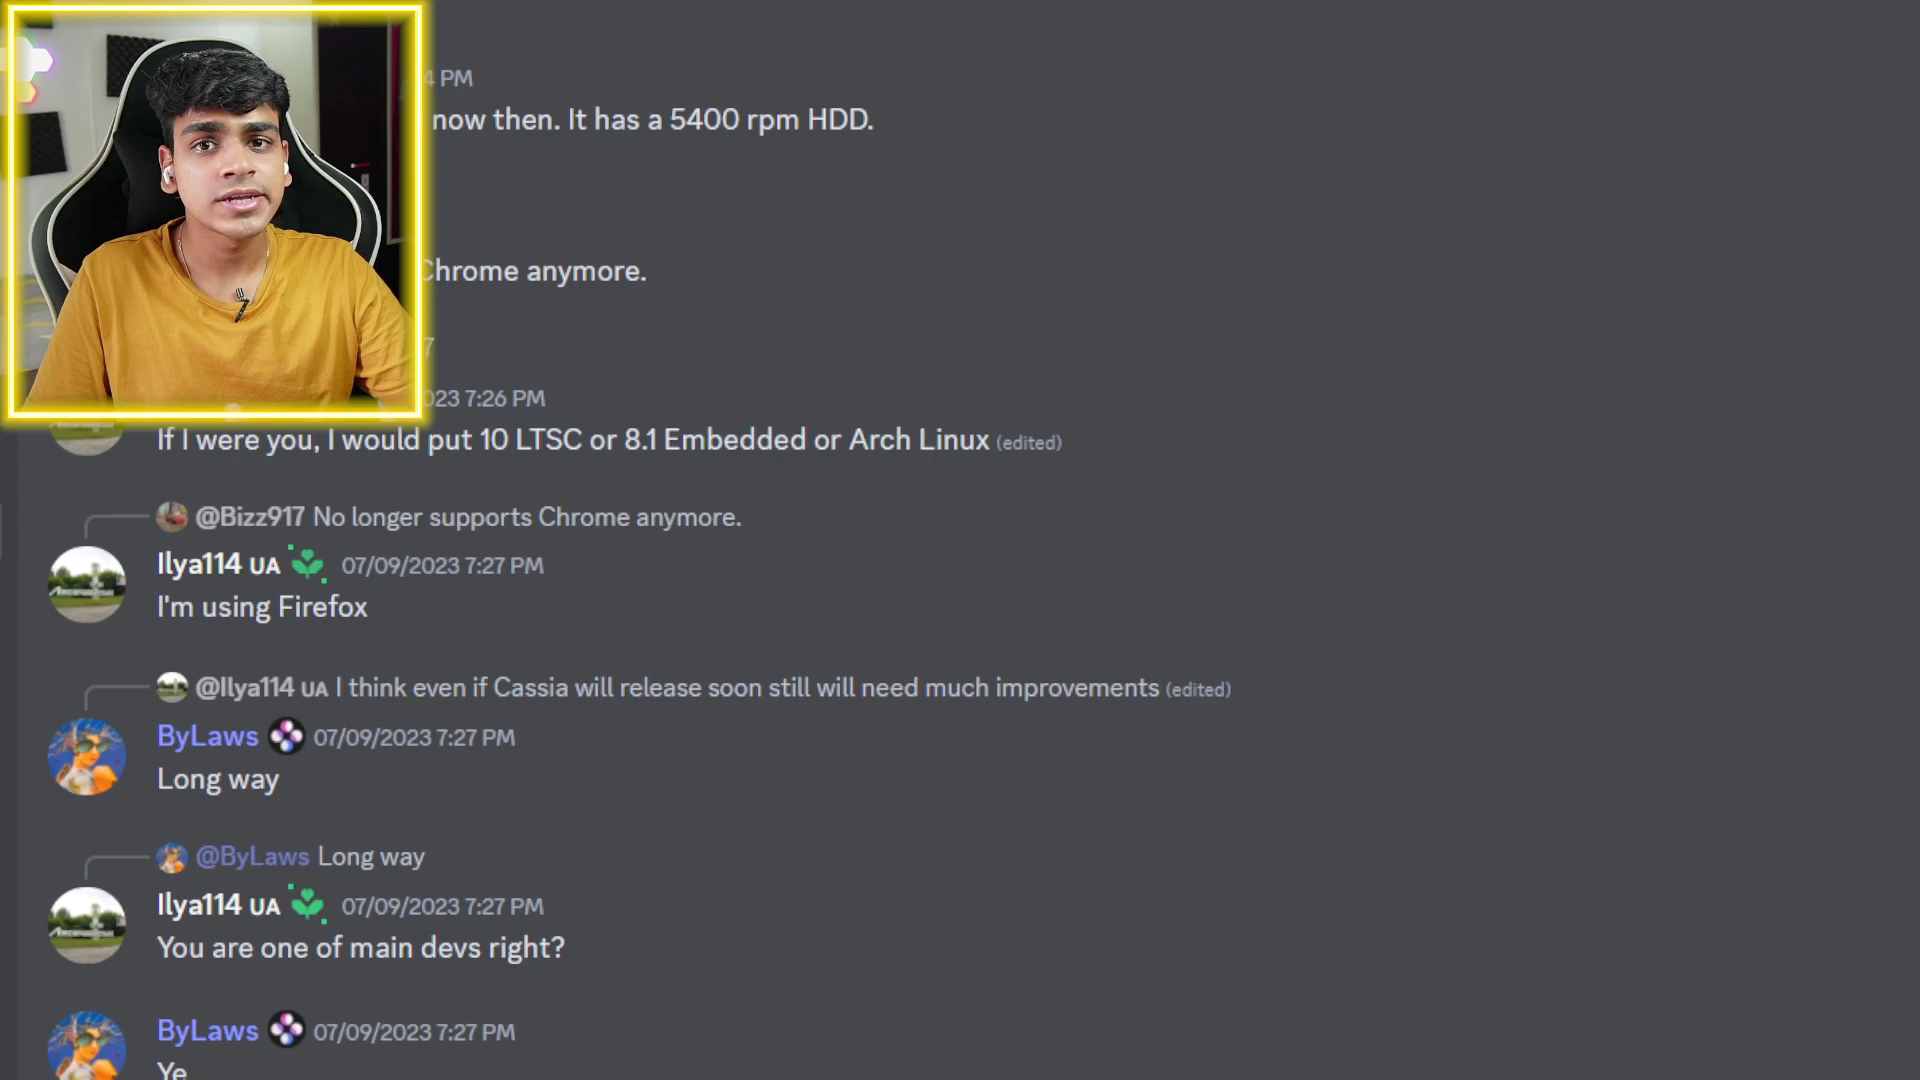 4 PM
now then. It has a 5400 rpm HDD.
Chrome anymore.
7
023 7:26 PM
If I were you, I would put 10 LTSC or 8.1 Embedded or Arch Linux (edited)
@Bizz917 No longer supports Chrome anymore.
Ilya114 UA 07/09/2023 7:27 PM
I'm using Firefox
@Ilya114 UA I think even if Cassia will release soon still will need much improvements (edited)
ByLaws 07/09/2023 7:27 PM
Long way
@ByLaws Long way
Ilya114 UA 07/09/2023 7:27 PM
You are one of main devs right?
ByLaws 07/09/2023 7:27 PM
Ye